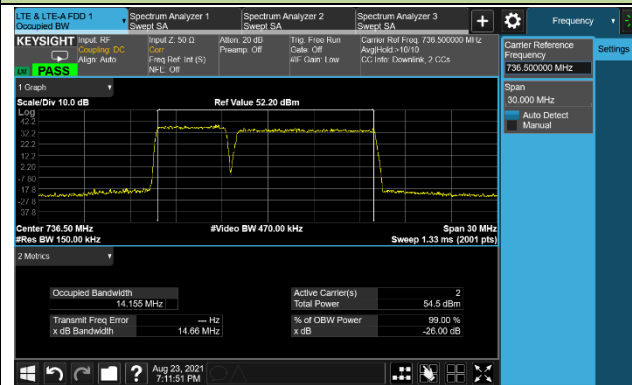 LTE & LTE-A FDD 1
Occupied BW
Spectrum Analyzer 1
Swept SA
Spectrum Analyzer 2
Swept SA
Spectrum Analyzer 3
Swept SA
+
Frequency
KEYSIGHT
Input: RF
Coupling: DC
Align: Auto
LXI PASS
Input Z: 50 Ω
Corr
Freq Ref: Int (S)
NFE: Off
Atten: 20 dB
Preamp: Off
Trig: Free Run
Gate: Off
#IF Gain: Low
Carrier Ref Freq: 736.500000 MHz
Avg|Hold:>10/10
CC Info: Downlink, 2 CCs
Carrier Reference
Frequency
736.500000 MHz
Settings
Span
30.000 MHz
Auto Detect
Manual
1 Graph
Scale/Div 10.0 dB
Ref Value 52.20 dBm
Log
42.2
32.2
22.2
12.2
2.20
-7.80
-17.8
-27.8
-37.8
Center 736.50 MHz
#Video BW 470.00 kHz
Span 30 MHz
#Res BW 150.00 kHz
Sweep 1.33 ms (2001 pts)
2 Metrics
Occupied Bandwidth
14.155 MHz
Active Carrier(s) 2
Total Power 54.5 dBm
Transmit Freq Error --- Hz
x dB Bandwidth 14.66 MHz
% of OBW Power 99.00 %
x dB -26.00 dB
?
Aug 23, 2021
7:11:51 PM